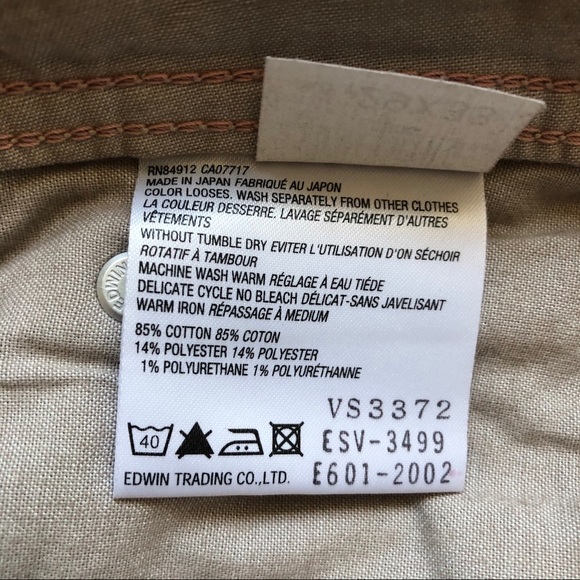 RN84912 CA07717
MADE IN JAPAN FABRIQUÉ AU JAPON
COLOR LOOSES. WASH SEPARATELY FROM OTHER CLOTHES
LA COULEUR DESSERRE. LAVAGE SÉPARÉMENT D'AUTRES
VÊTEMENTS
WITHOUT TUMBLE DRY EVITER L'UTILISATION D'ON SÉCHOIR
ROTATIF À TAMBOUR
MACHINE WASH WARM RÉGLAGE À EAU TIÉDE
DELICATE CYCLE NO BLEACH DÉLICAT-SANS JAVELISANT
WARM IRON RÉPASSAGE À MEDIUM
85% COTTON 85% COTON
14% POLYESTER 14% POLYESTER
1% POLYURETHANE 1% POLYURÉTHANNE
VS3372
40 ESV-3499
EDWIN TRADING CO.,LTD. E601-2002
EDWIN